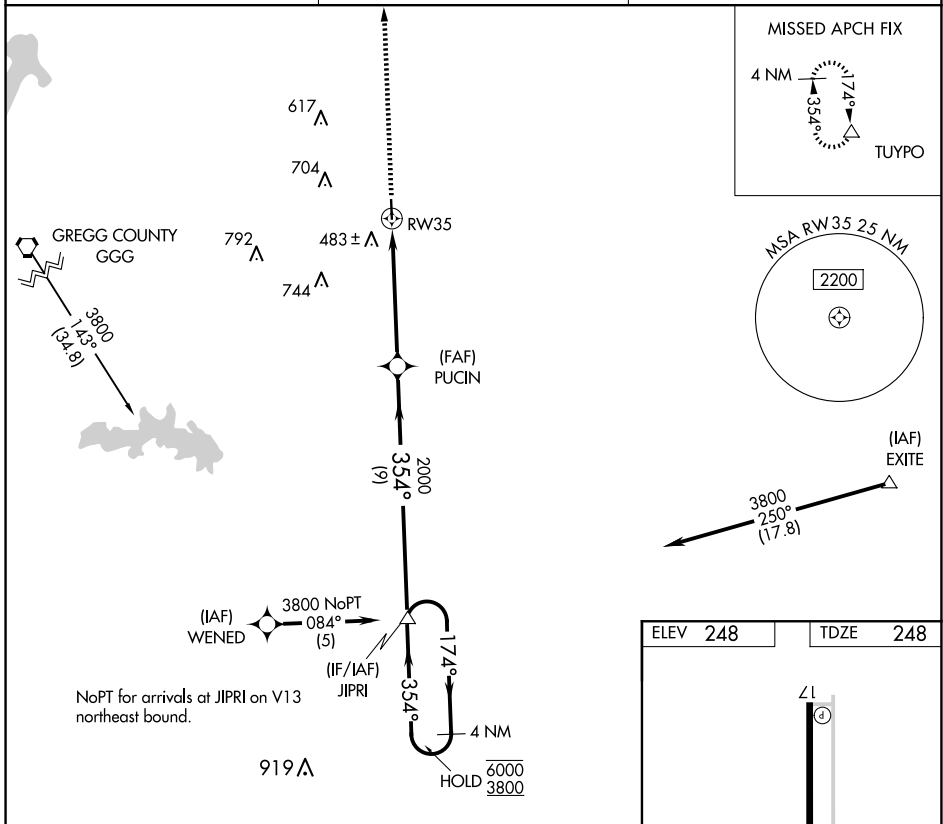 MISSED APCH FIX
4 NM
174°
354°
TUYPO
617
704
RW35
GREGG COUNTY
GGG
792
483 ±
744
3800
143°
(34.8)
MSA RW35 25 NM
2200
(FAF)
PUCIN
2000
354°
(9)
(IAF)
EXITE
3800
250°
(17.8)
(IAF)
WENED
3800 NoPT
084°
(5)
(IF/IAF)
JIPRI
174°
354°
4 NM
HOLD 6000
3800
NoPT for arrivals at JIPRI on V13
northeast bound.
919
ELEV 248
TDZE 248
17
P